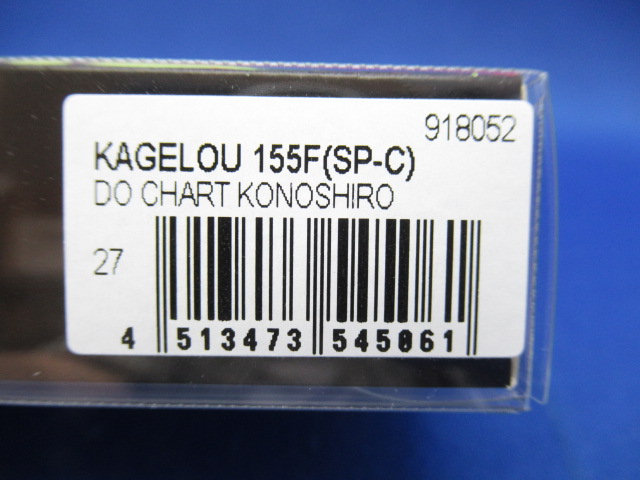 918052
KAGELOU 155F(SP-C)
DO CHART KONOSHIRO
27
4 513473 545061